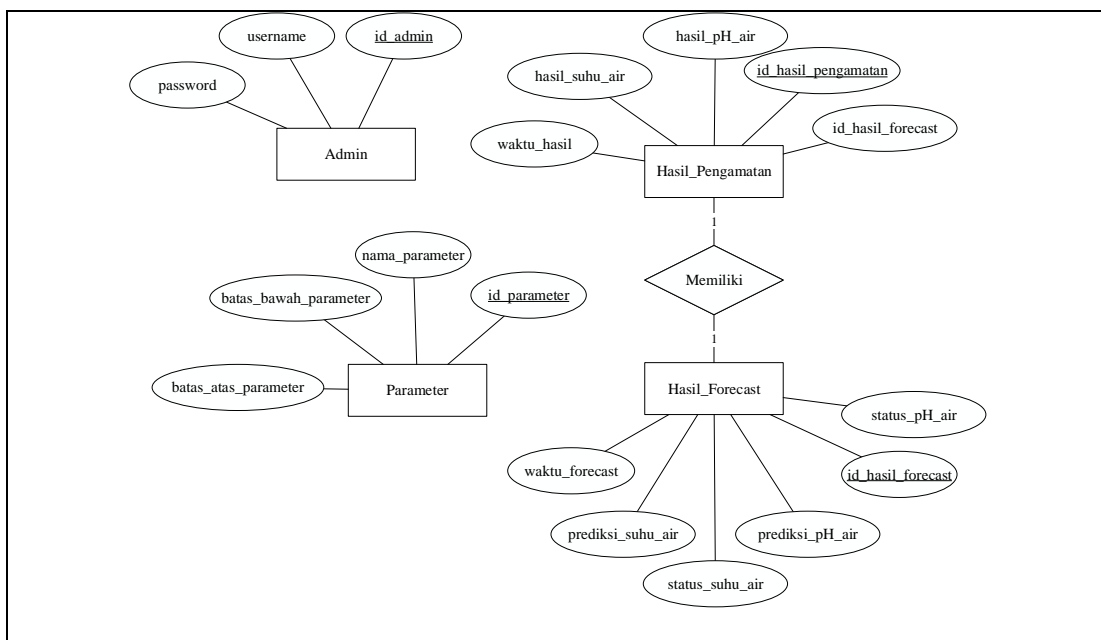 username
id_admin
password
Admin
hasil_pH_air
hasil_suhu_air
id_hasil_pengamatan
waktu_hasil
id_hasil_forecast
Hasil_Pengamatan
1
Memiliki
1
nama_parameter
batas_bawah_parameter
id_parameter
batas_atas_parameter
Parameter
Hasil_Forecast
status_pH_air
waktu_forecast
id_hasil_forecast
prediksi_suhu_air
prediksi_pH_air
status_suhu_air